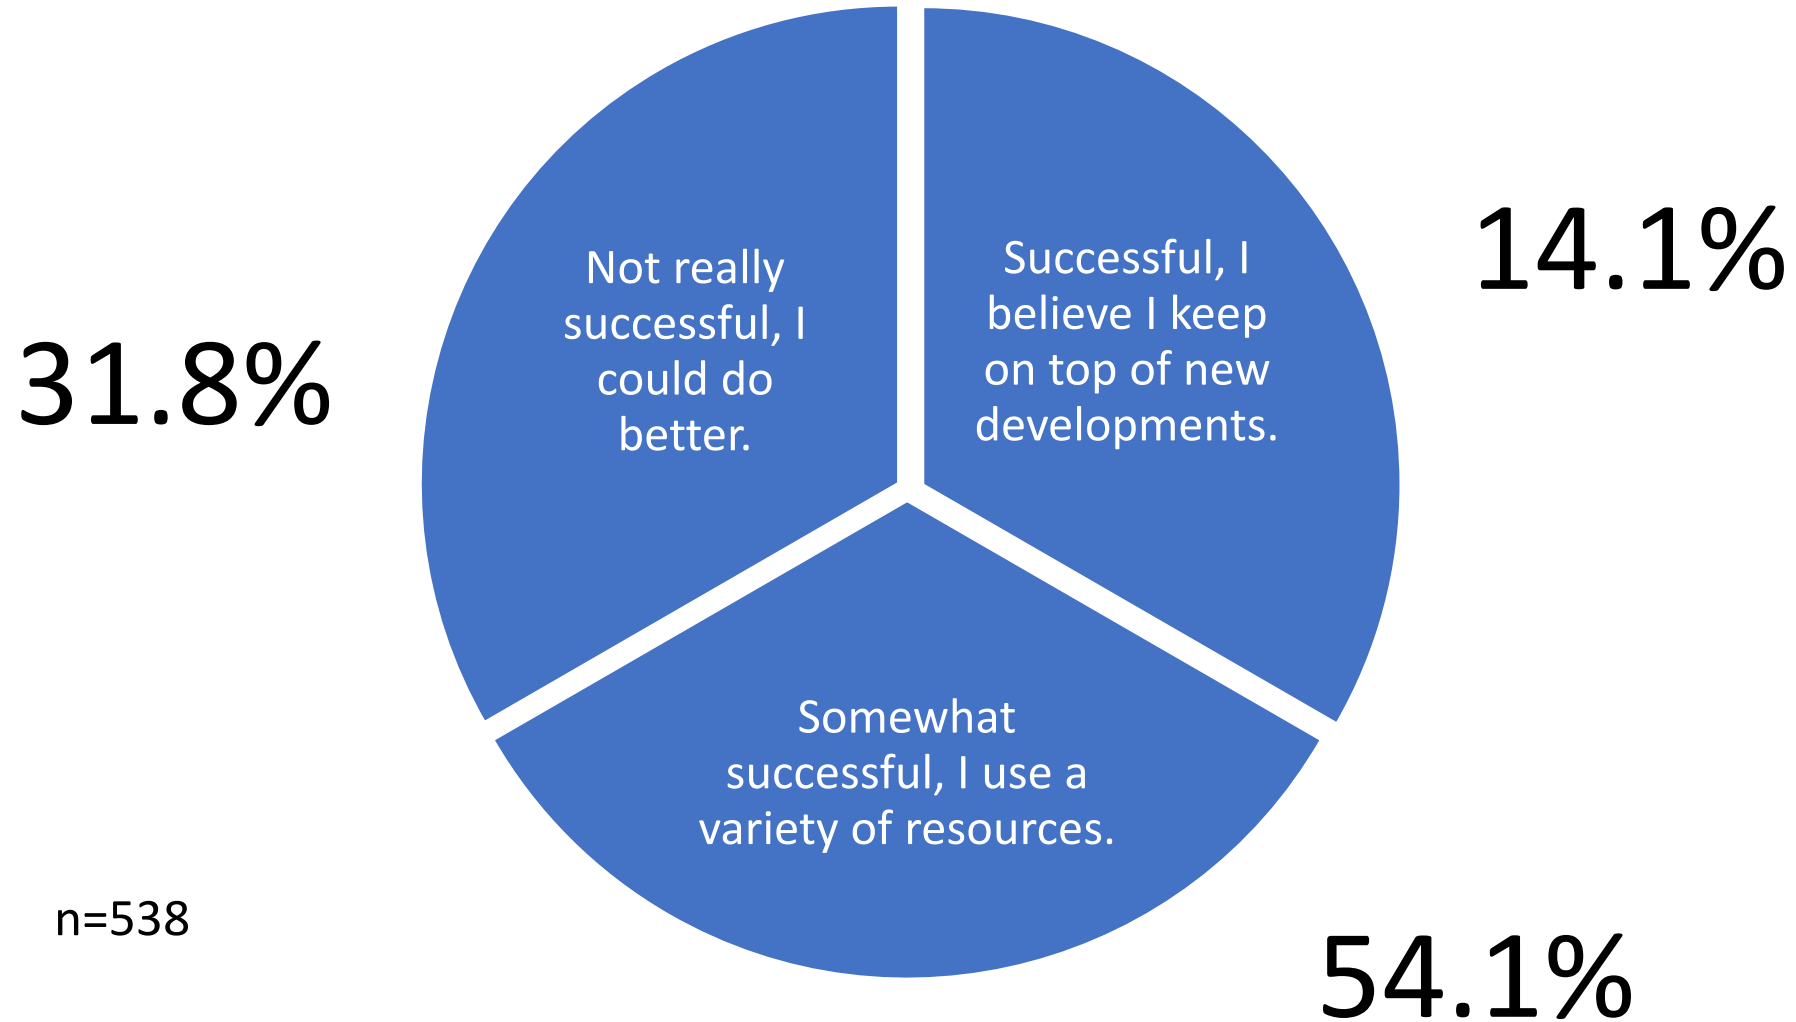 Not really
successful, I
could do
better.
31.8%
Successful, I
believe I keep
on top of new
developments.
14.1%
Somewhat
successful, I use a
variety of resources.
54.1%
n=538